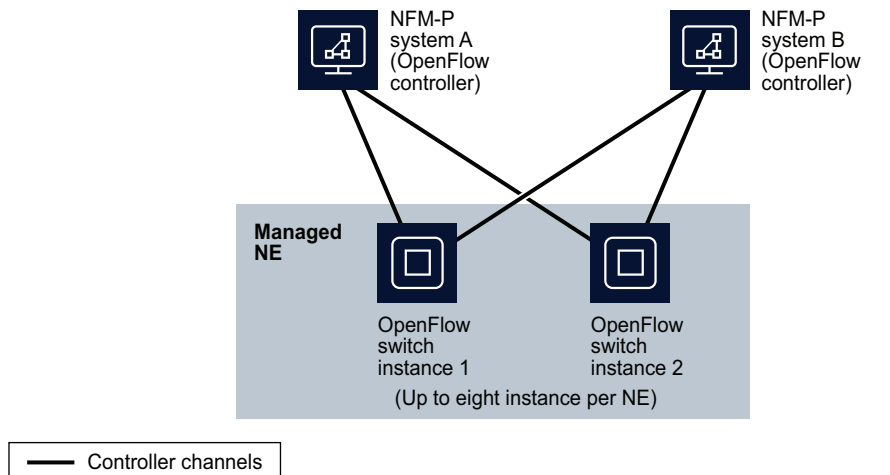 NFM-P
system A
(OpenFlow
controller)
NFM-P
system B
(OpenFlow
controller)
Managed
NE
OpenFlow
switch
instance 1
OpenFlow
switch
instance 2
(Up to eight instance per NE)
Controller channels